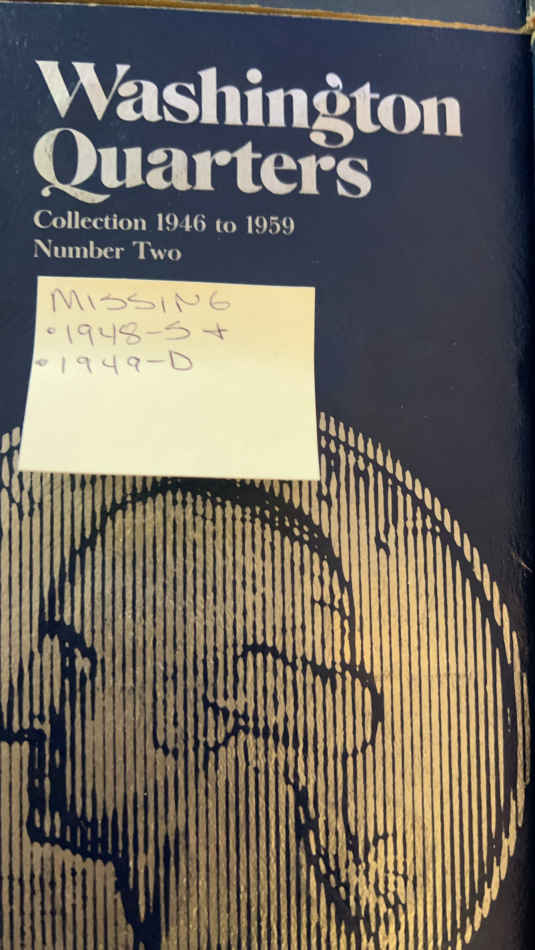 Washington
Quarters
Collection 1946 to 1959
Number Two
MISSING
•1948-S +
•1949-D